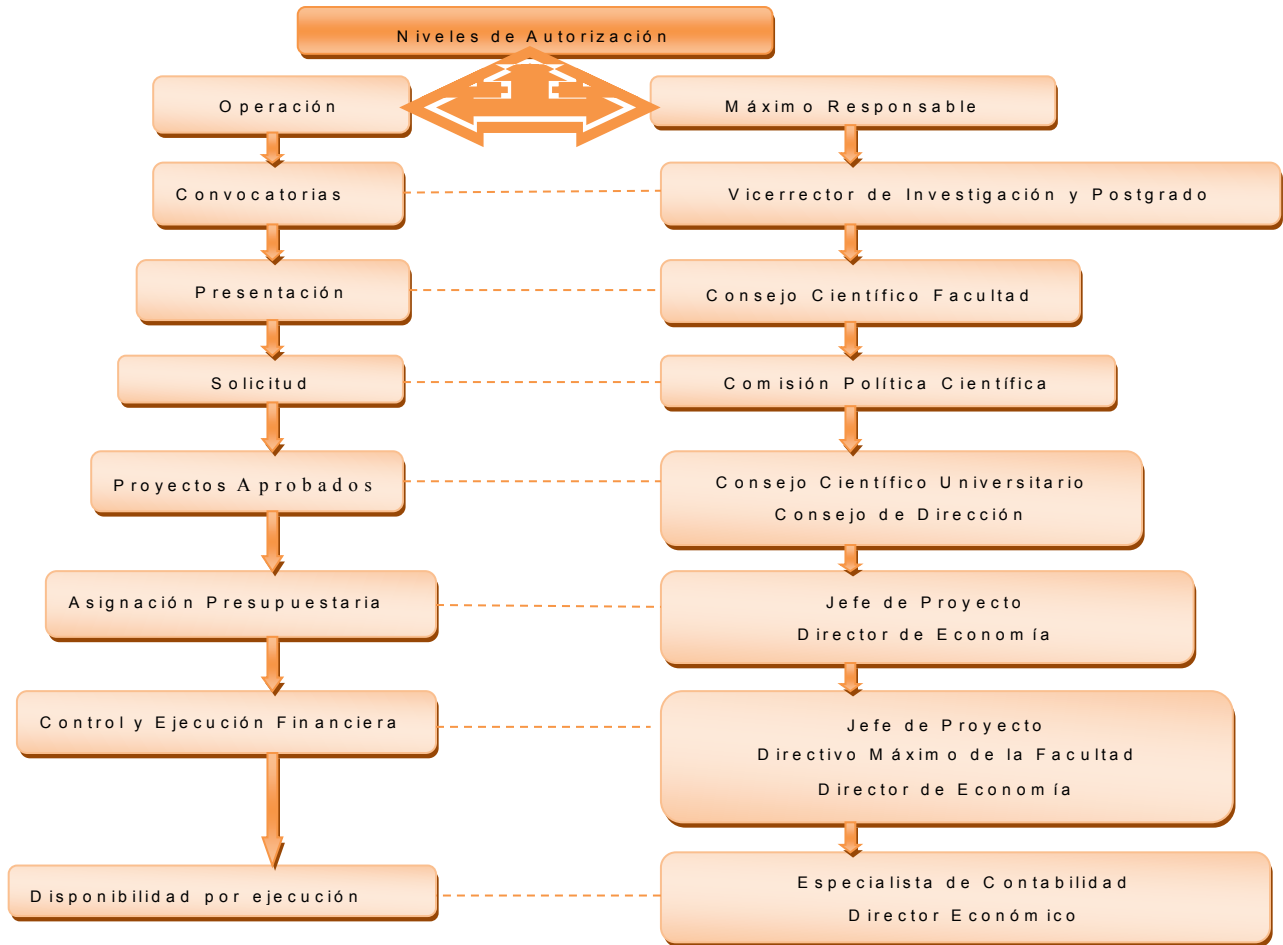 Niveles de Autorización
Operación
Máximo Responsable
Convocatorias
Vicerrector de Investigación y Postgrado
Presentación
Consejo Científico Facultad
Solicitud
Comisión Política Científica
Proyectos Aprobados
Consejo Científico Universitario
Consejo de Dirección
Asignación Presupuestaria
Jefe de Proyecto
Director de Economía
Control y Ejecución Financiera
Jefe de Proyecto
Directivo Máximo de la Facultad
Director de Economía
Disponibilidad por ejecución
Especialista de Contabilidad
Director Económico